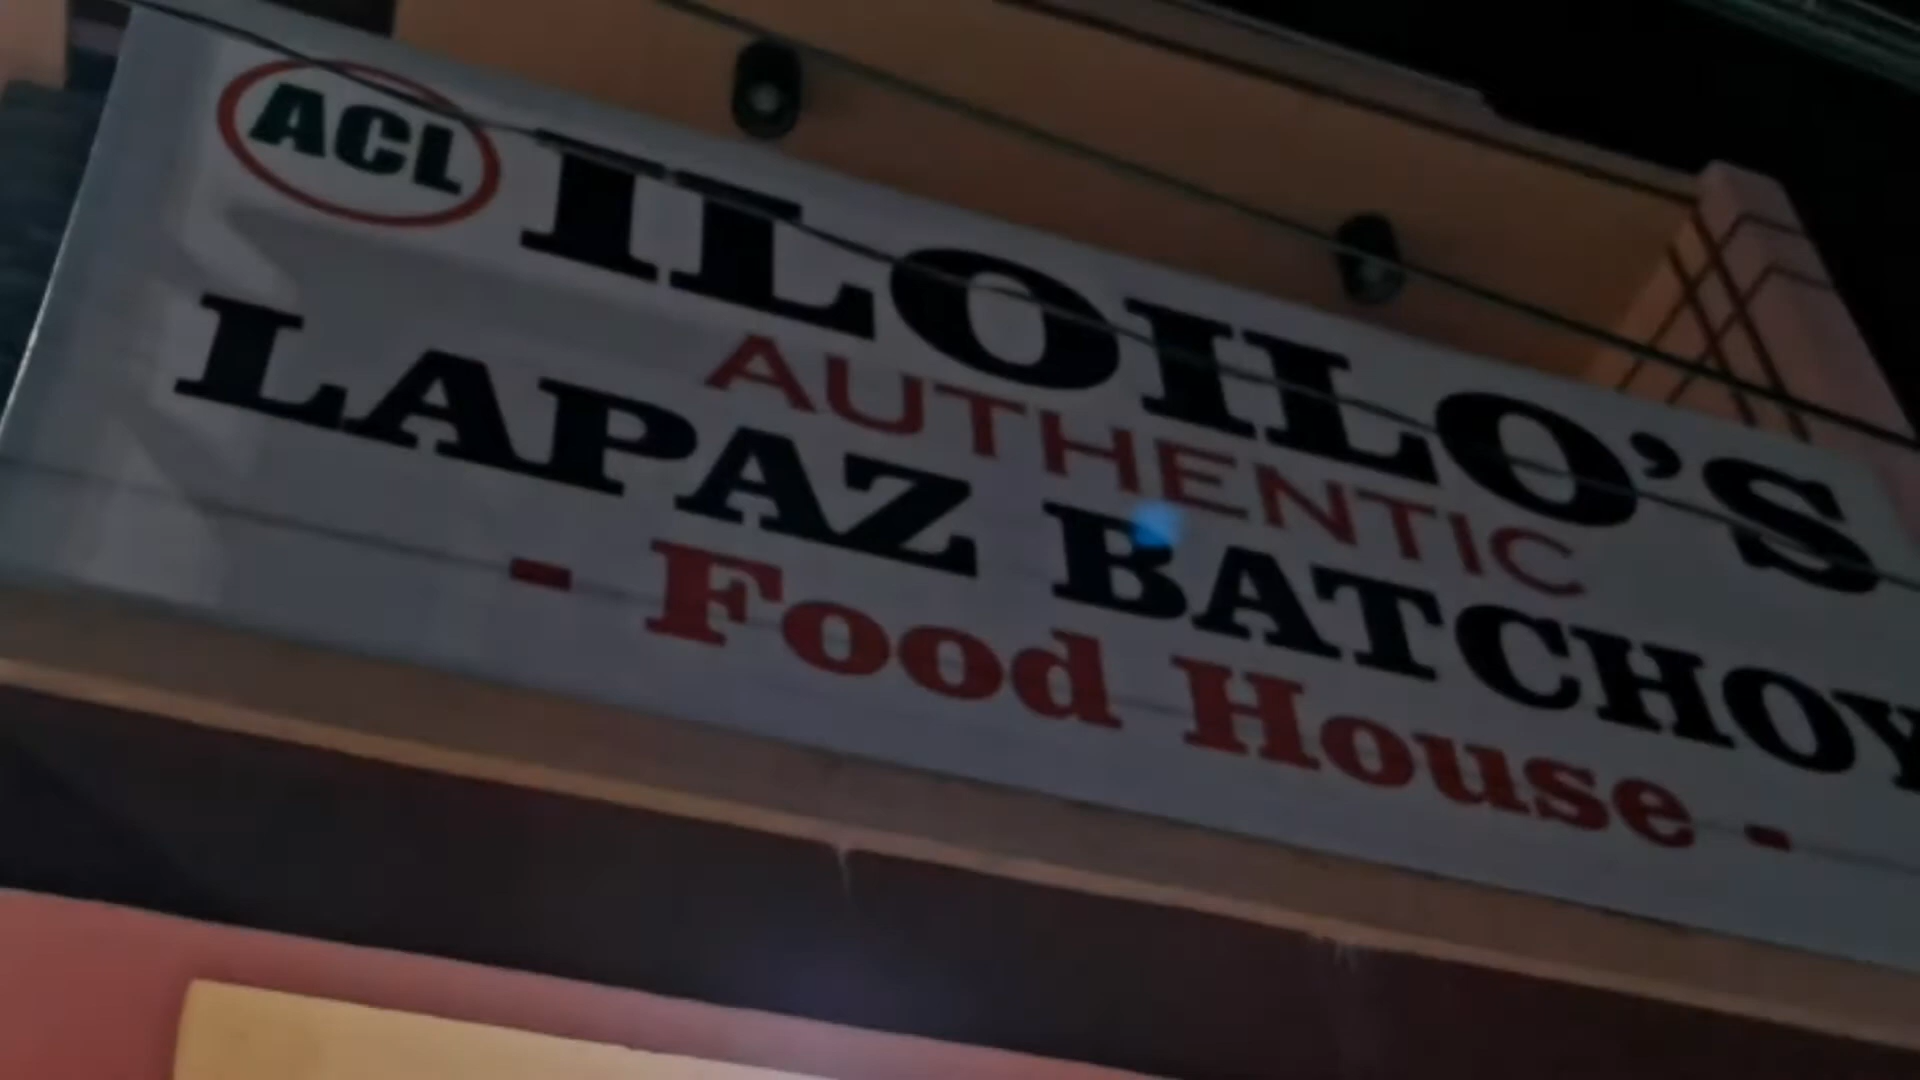 ACL
ILOILO'S
AUTHENTIC
LAPAZ BATCHOY
- Food House -